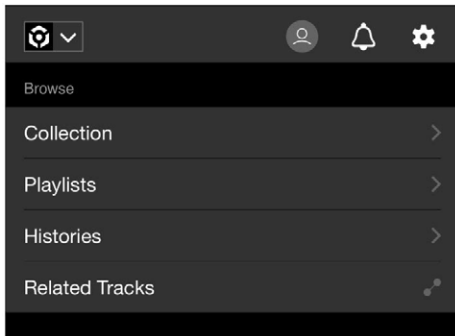 Browse
Collection
Playlists
Histories
Related Tracks